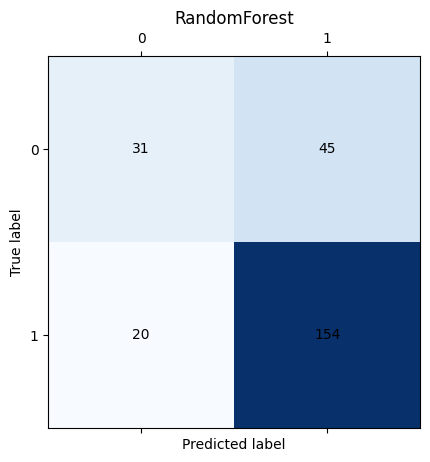 RandomForest
0 1
True label
0 31 45
1 20 154
Predicted label